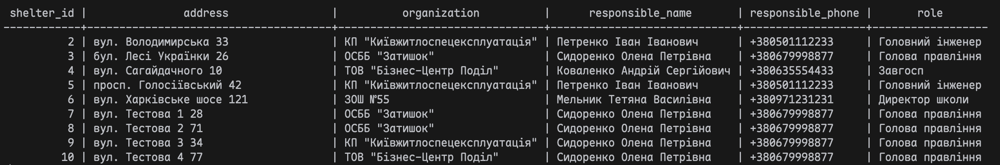 shelter_id | address | organization | responsible_name | responsible_phone | role
2 | вул. Володимирська 33 | КП "Київжитлоспецексплуатація" | Петренко Іван Іванович | +380501112233 | Головний інженер
3 | бул. Лесі Українки 26 | ОСББ "Затишок" | Сидоренко Олена Петрівна | +380679998877 | Голова правління
4 | вул. Сагайдачного 10 | ТОВ "Бізнес-Центр Поділ" | Коваленко Андрій Сергійович | +380635554433 | Завгосп
5 | просп. Голосіївський 42 | КП "Київжитлоспецексплуатація" | Петренко Іван Іванович | +380501112233 | Головний інженер
6 | вул. Харківське шосе 121 | ЗОШ №55 | Мельник Тетяна Василівна | +380971231231 | Директор школи
7 | вул. Тестова 1 28 | ОСББ "Затишок" | Сидоренко Олена Петрівна | +380679998877 | Голова правління
8 | вул. Тестова 2 71 | ОСББ "Затишок" | Сидоренко Олена Петрівна | +380679998877 | Голова правління
9 | вул. Тестова 3 34 | КП "Київжитлоспецексплуатація" | Сидоренко Олена Петрівна | +380679998877 | Голова правління
10 | вул. Тестова 4 77 | ТОВ "Бізнес-Центр Поділ" | Сидоренко Олена Петрівна | +380679998877 | Голова правління